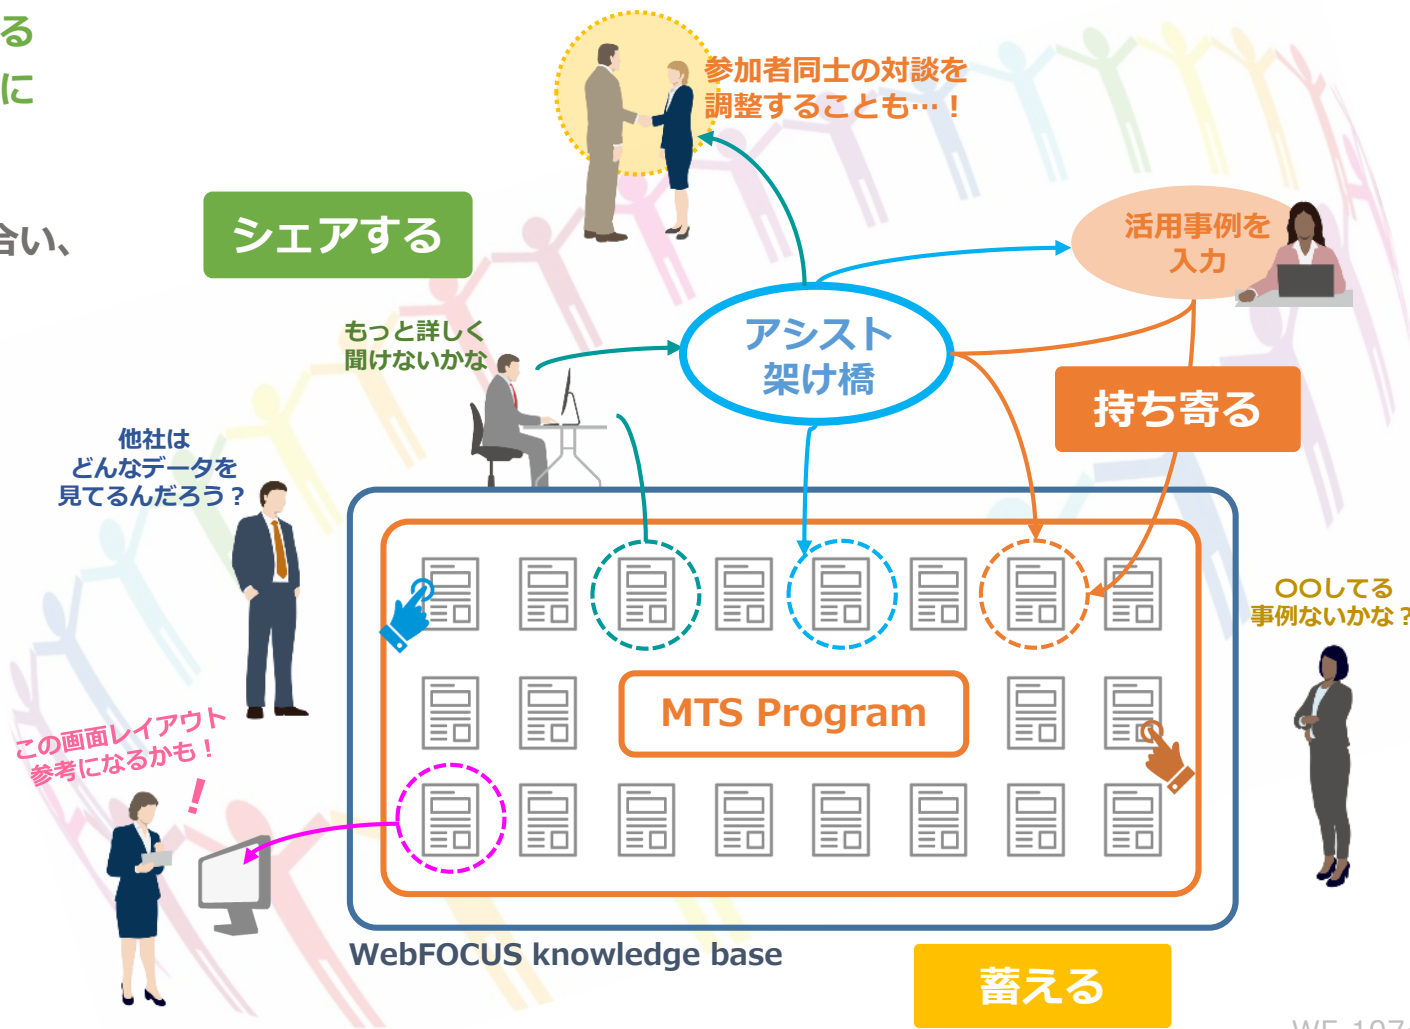 る
に
合い、
参加者同士の対談を
調整することも…！
シェアする
活用事例を
入力
もっと詳しく
聞けないかな
アシスト
架け橋
持ち寄る
他社は
どんなデータを
見てるんだろう？
〇〇してる
事例ないかな？
この画面レイアウト
参考になるかも！
！
MTS Program
WebFOCUS knowledge base
蓄える